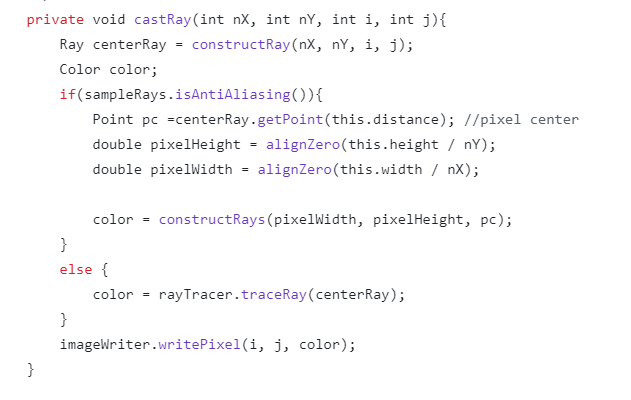 private void castRay(int nX, int nY, int i, int j){
Ray centerRay = constructRay(nX, nY, i, j);
Color color;
if(sampleRays.isAntiAliasing()){
Point pc =centerRay.getPoint(this.distance); //pixel center
double pixelHeight = alignZero(this.height / nY);
double pixelWidth = alignZero(this.width / nX);
color = constructRays(pixelWidth, pixelHeight, pc);
}
else {
color = rayTracer.traceRay(centerRay);
}
imageWriter.writePixel(i, j, color);
}